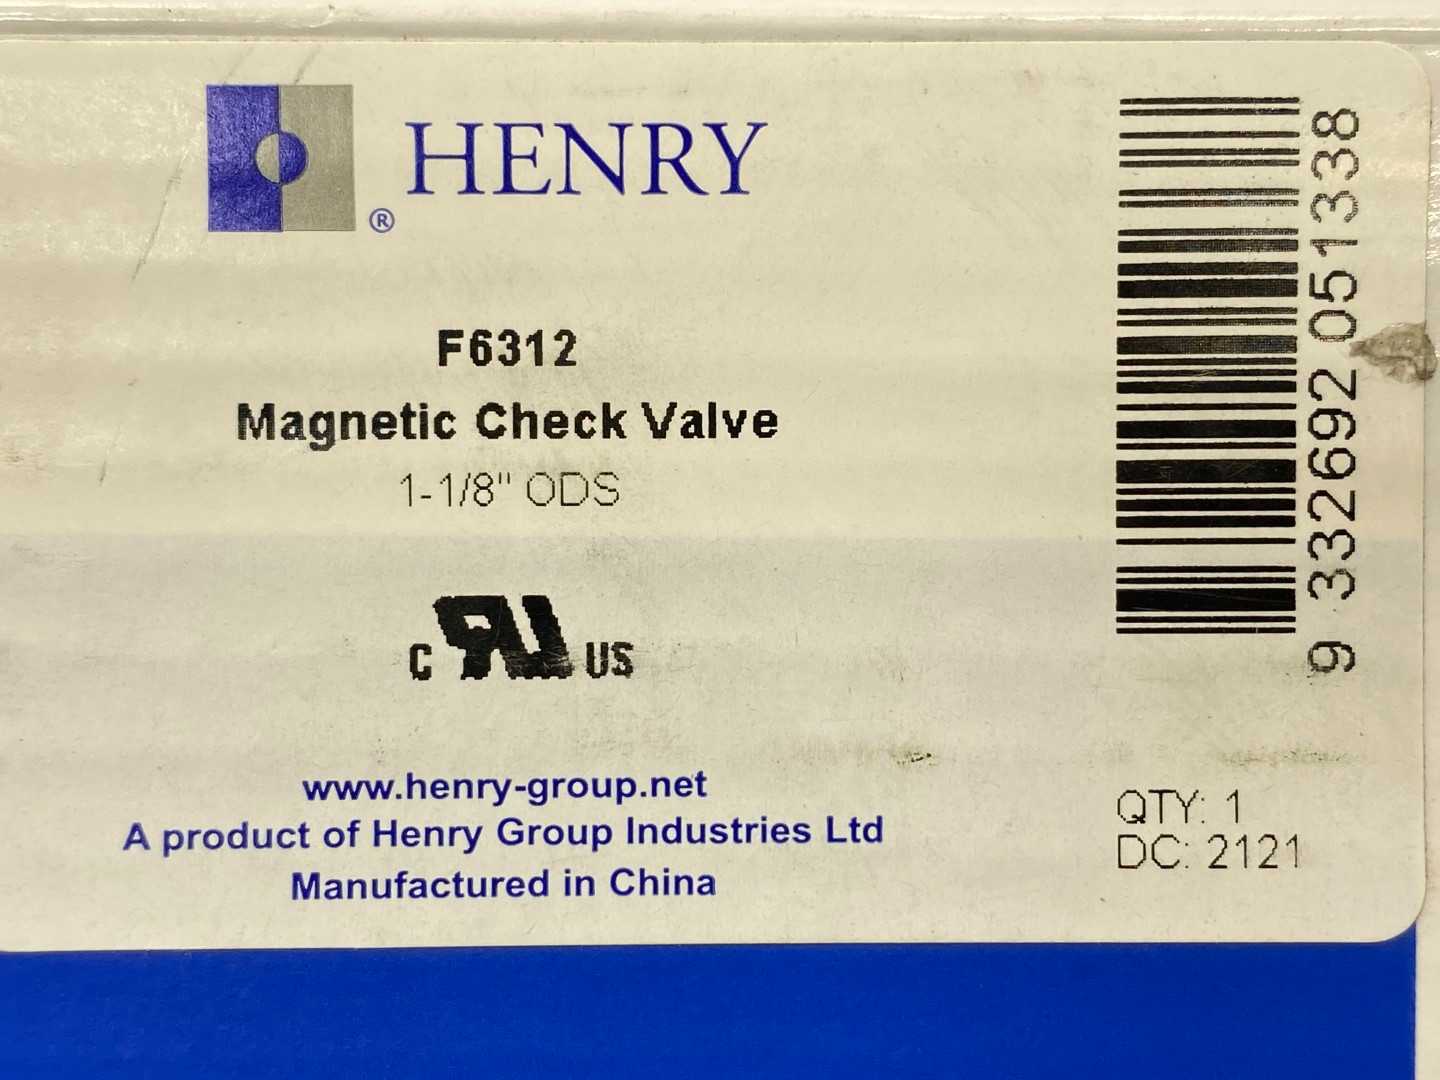 HENRY
®
F6312
Magnetic Check Valve
1-1/8" ODS
C RU US
www.henry-group.net
A product of Henry Group Industries Ltd
Manufactured in China
9 332692 051338
QTY: 1
DC: 2121